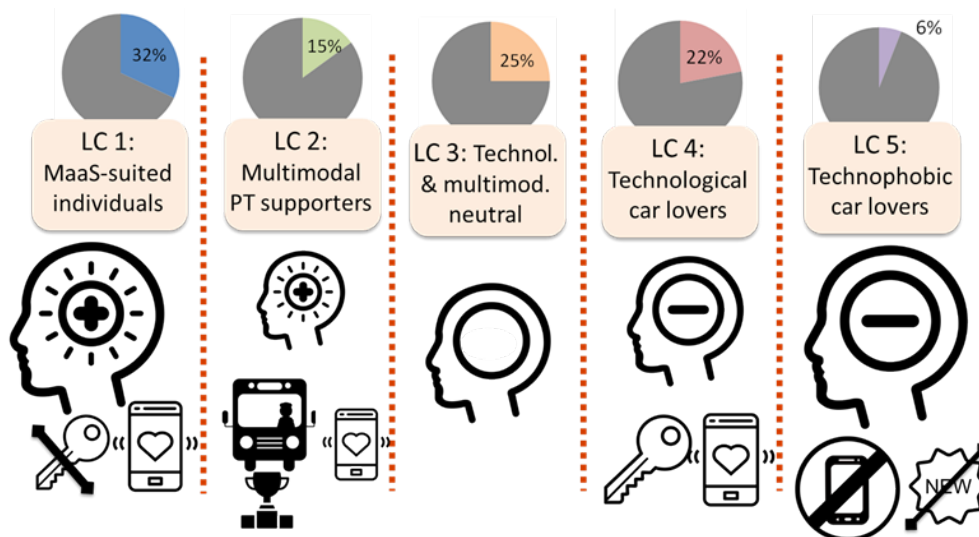 32%
15%
25%
22%
6%
LC 1:
MaaS-suited
individuals
LC 2:
Multimodal
PT supporters
LC 3: Technol.
& multimod.
neutral
LC 4:
Technological
car lovers
LC 5:
Technophobic
car lovers
NEW